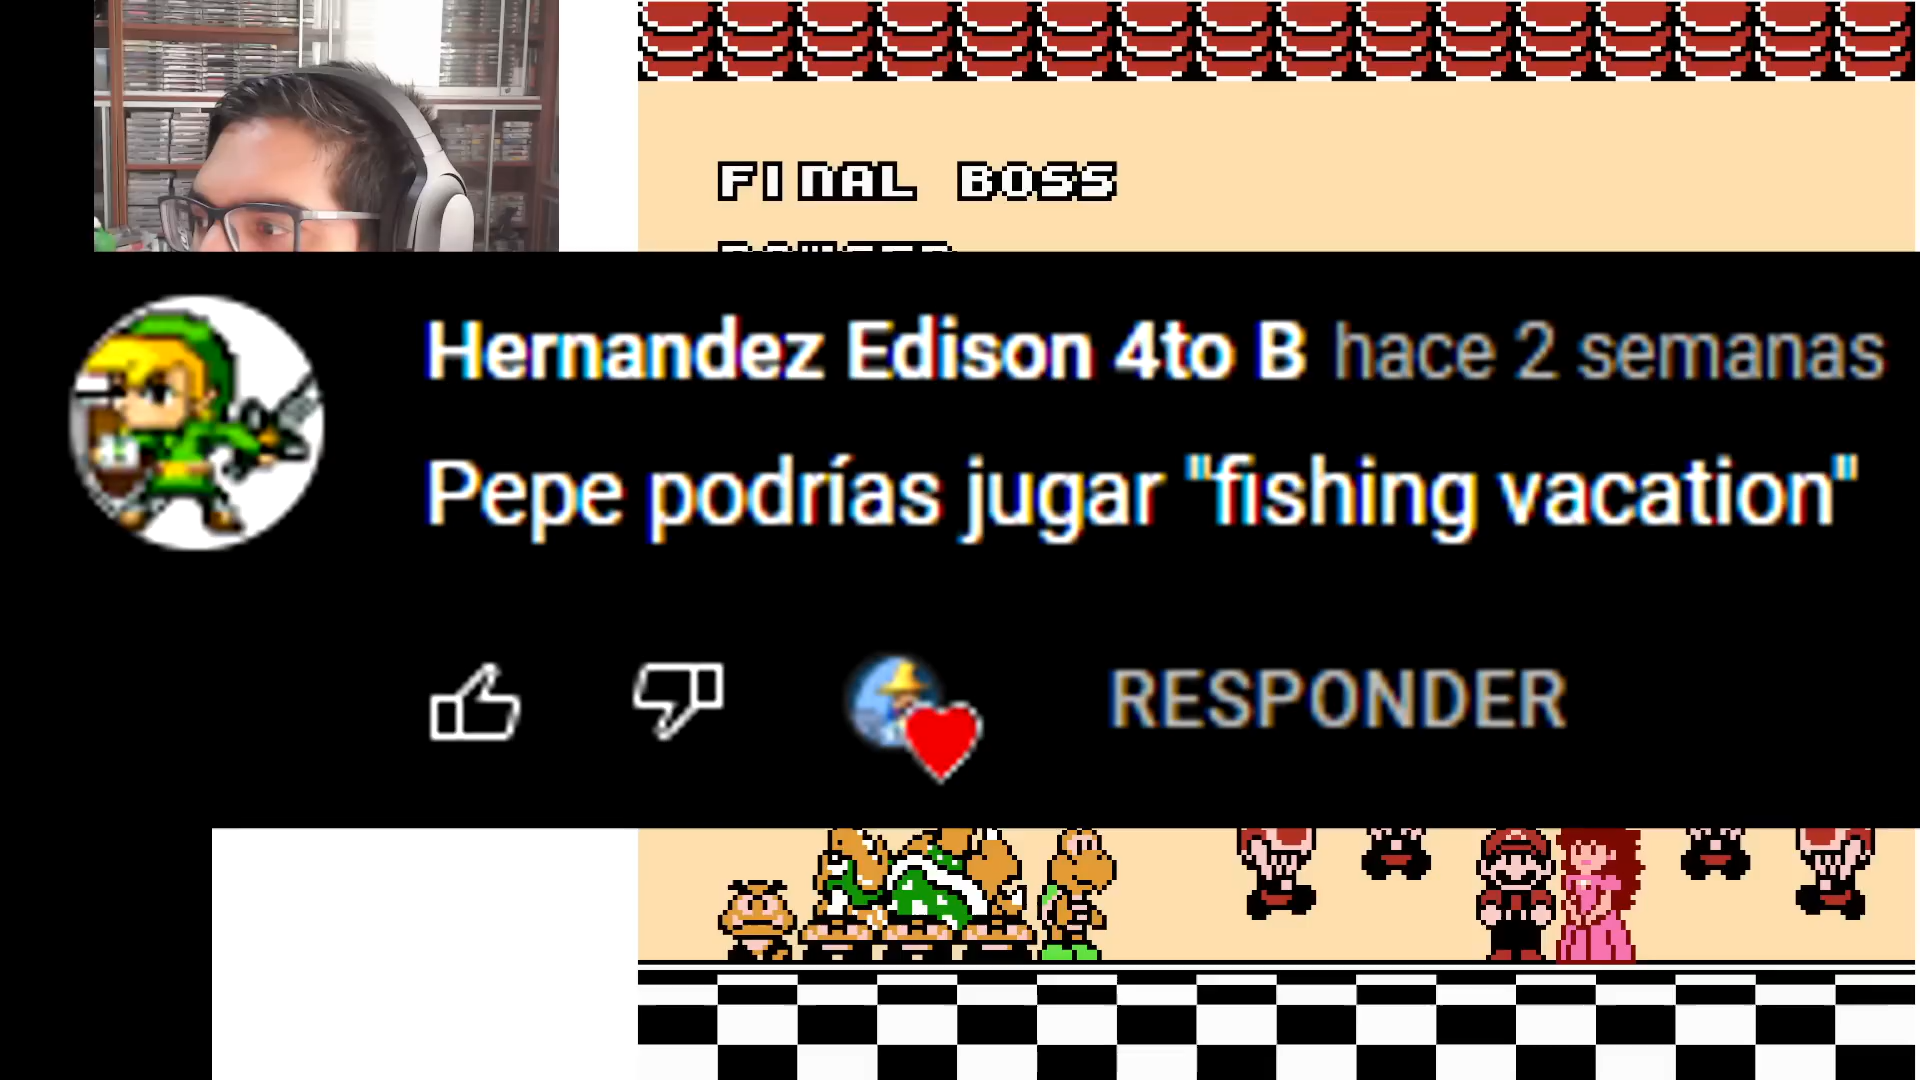 FINAL BOSS
Hernandez Edison 4to B hace 2 semanas
Pepe podrías jugar "fishing vacation"
RESPONDER